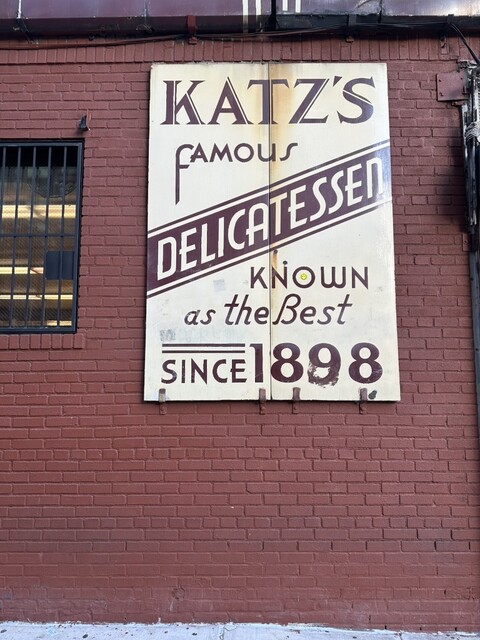 KATZ'S
FAMOUS
DELICATESSEN
KNOWN
as the Best
SINCE 1898